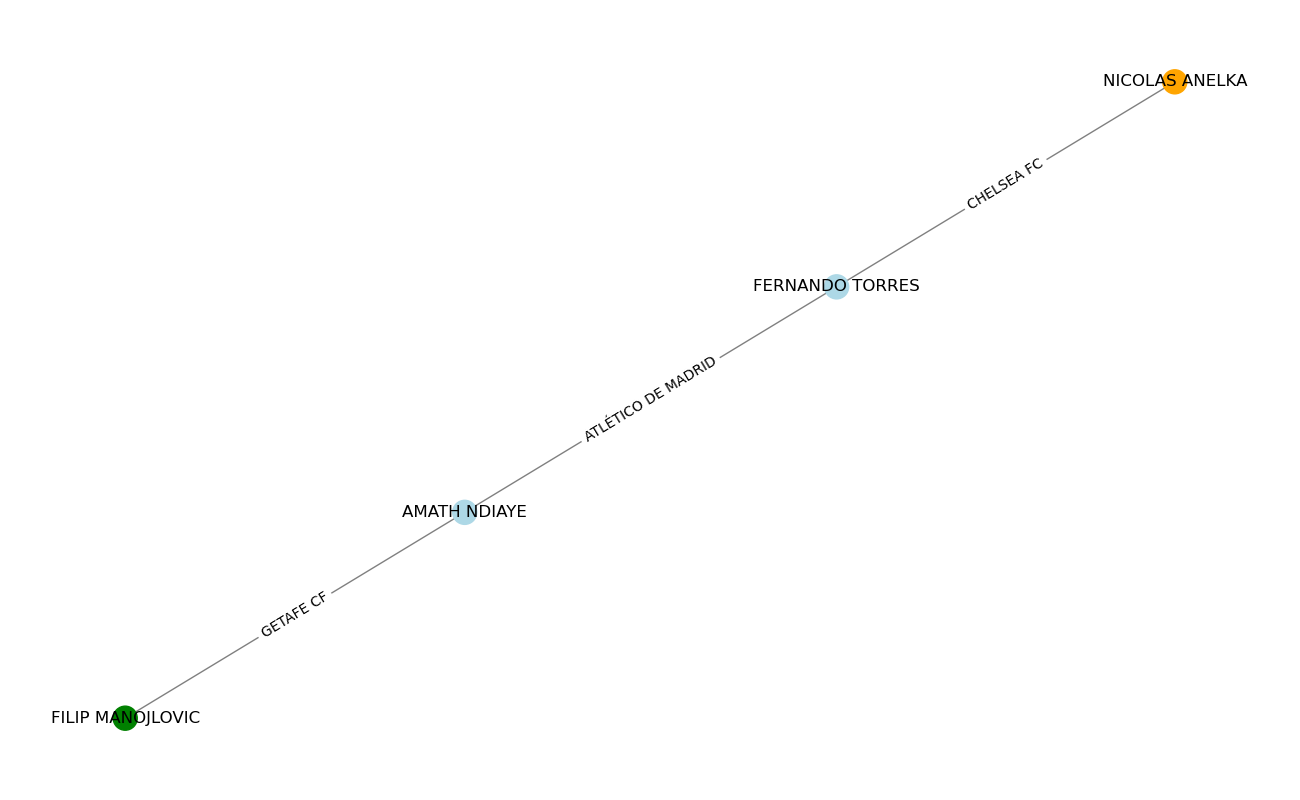 NICOLAS ANELKA
CHELSEA FC
FERNANDO TORRES
ATLÉTICO DE MADRID
AMATH NDIAYE
GETAFE CF
FILIP MANOJLOVIC